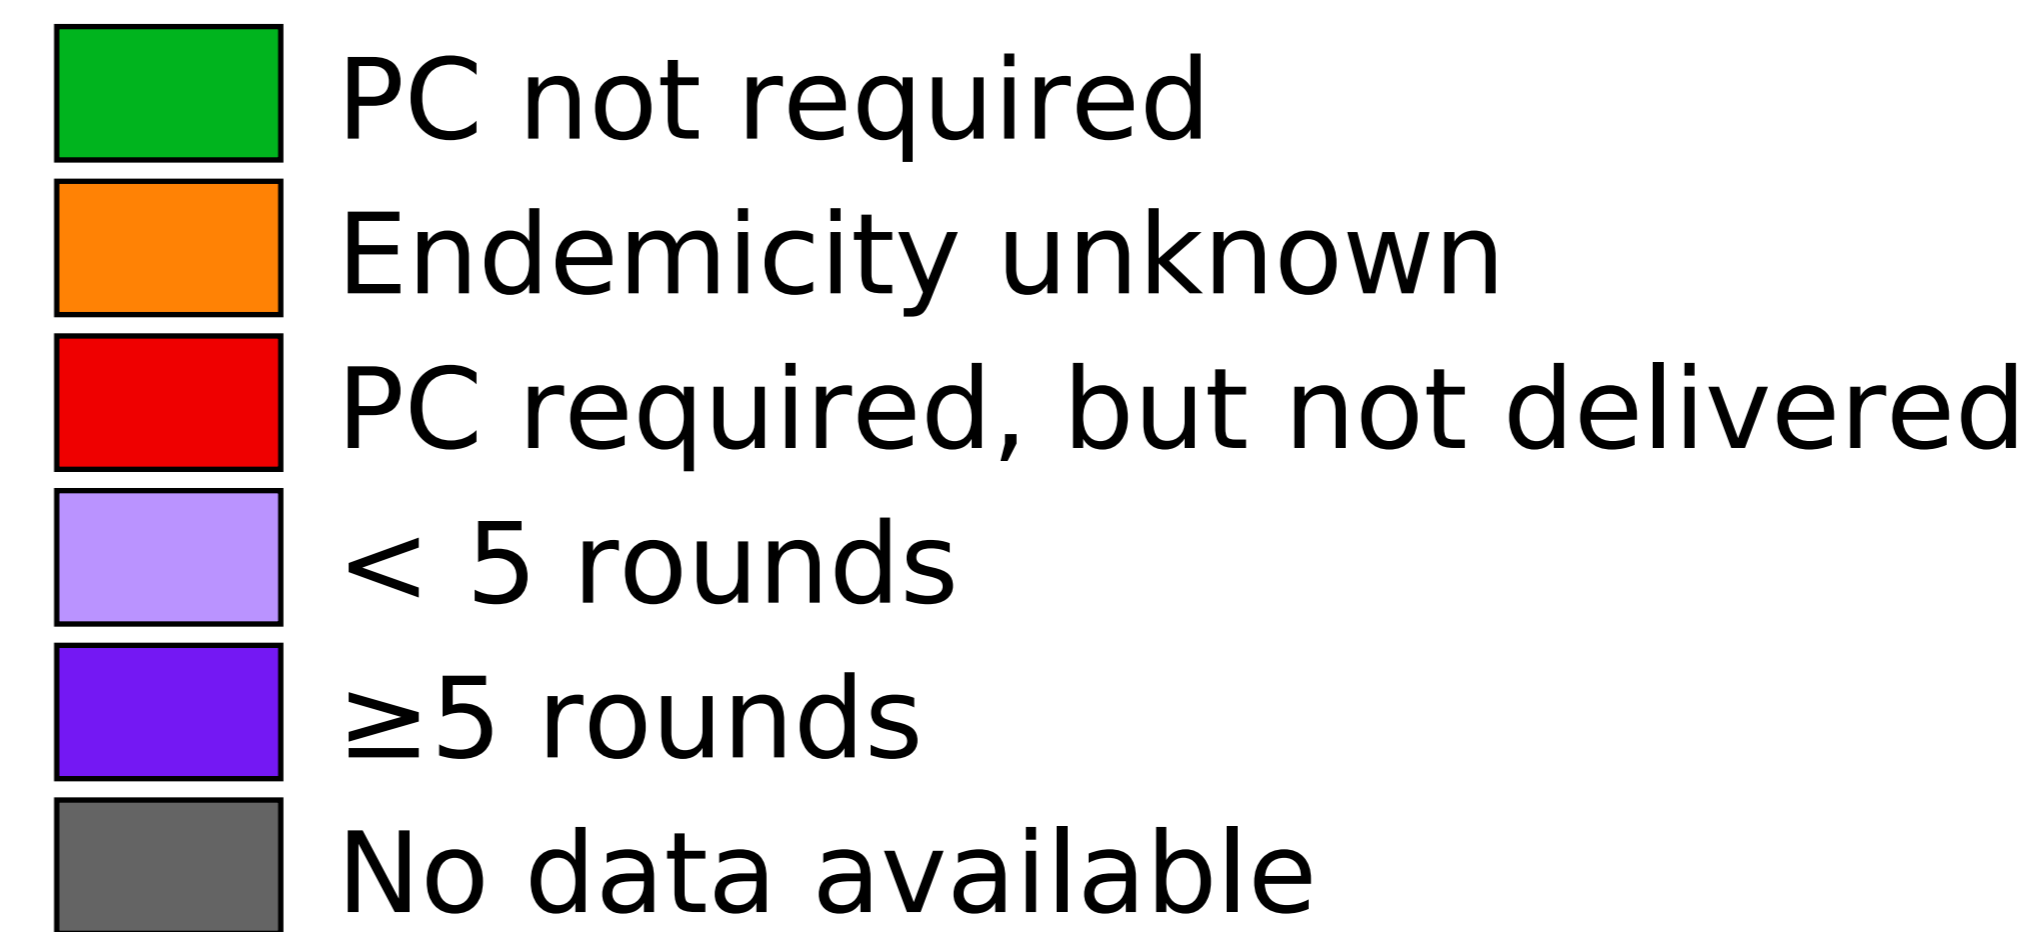 PC not required
Endemicity unknown
PC required, but not delivered
< 5 rounds
≥5 rounds
No data available